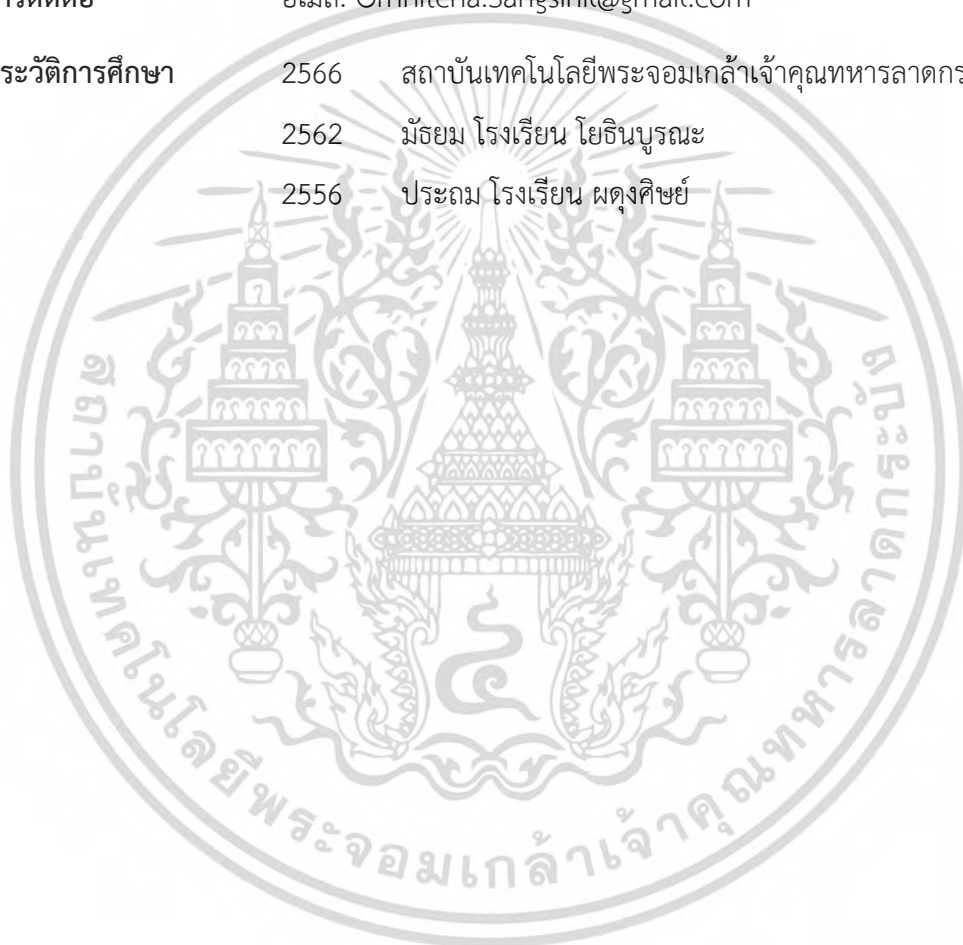 2566 สถาบันเทคโนโลยีพระจอมเกล้าเจ้าคุณทหารลาดกร
ระวัติการศึกษา
2562 มัธยม โรงเรียน โยธินบูรณะ
2556 ประถม โรงเรียน ผดุงศิษย์
สถาบันเทคโนโลยีพระจอมเกล้าเจ้าคุณทหารลาดกระบัง
๔